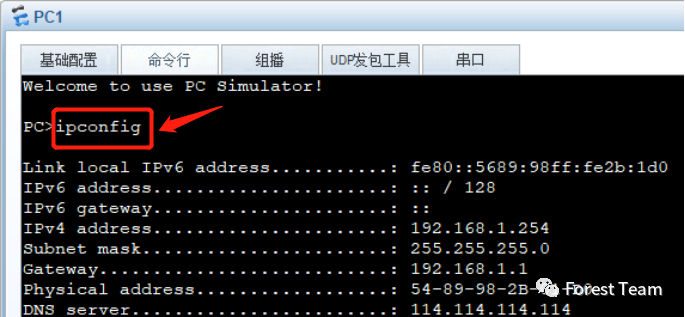 PC1
基础配置 命令行 组播 UDP发包工具 串口
Welcome to use PC Simulator!
PC>ipconfig
Link local IPv6 address...........: fe80::5689:98ff:fe2b:1d0
IPv6 address......................: :: / 128
IPv6 gateway......................: ::
IPv4 address......................: 192.168.1.254
Subnet mask.......................: 255.255.255.0
Gateway...........................: 192.168.1.1
Physical address..................: 54-89-98-2B-
DNS server........................: 114.114.114.114
Forest Team